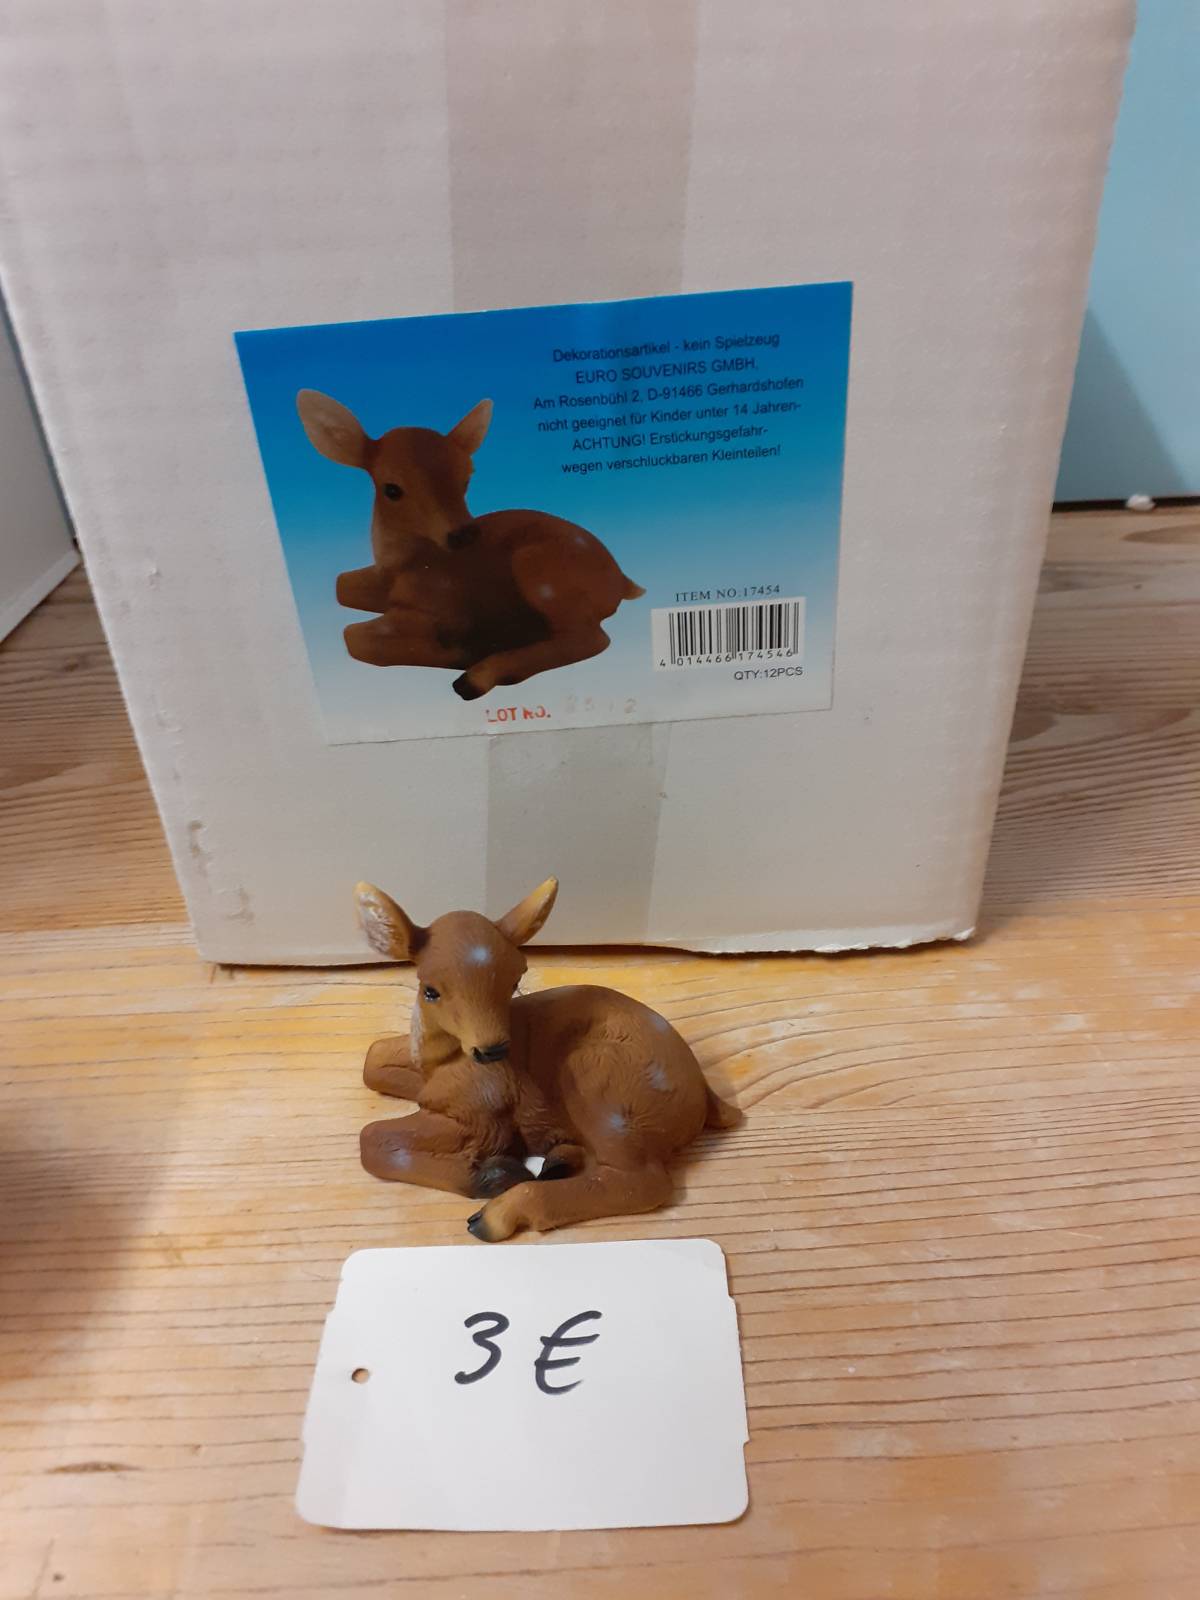 Dekorationsartikel - kein Spielzeug
EURO SOUVENIRS GMBH.
Am Rosenbühl 2, D-91466 Gerhardshofen
nicht geeignet für Kinder unter 14 Jahren-
ACHTUNG! Erstickungsgefahr-
wegen verschluckbaren Kleinteilen!
ITEM NO.17454
4 014466 174546
QTY:12PCS
LOT NO.
3 €